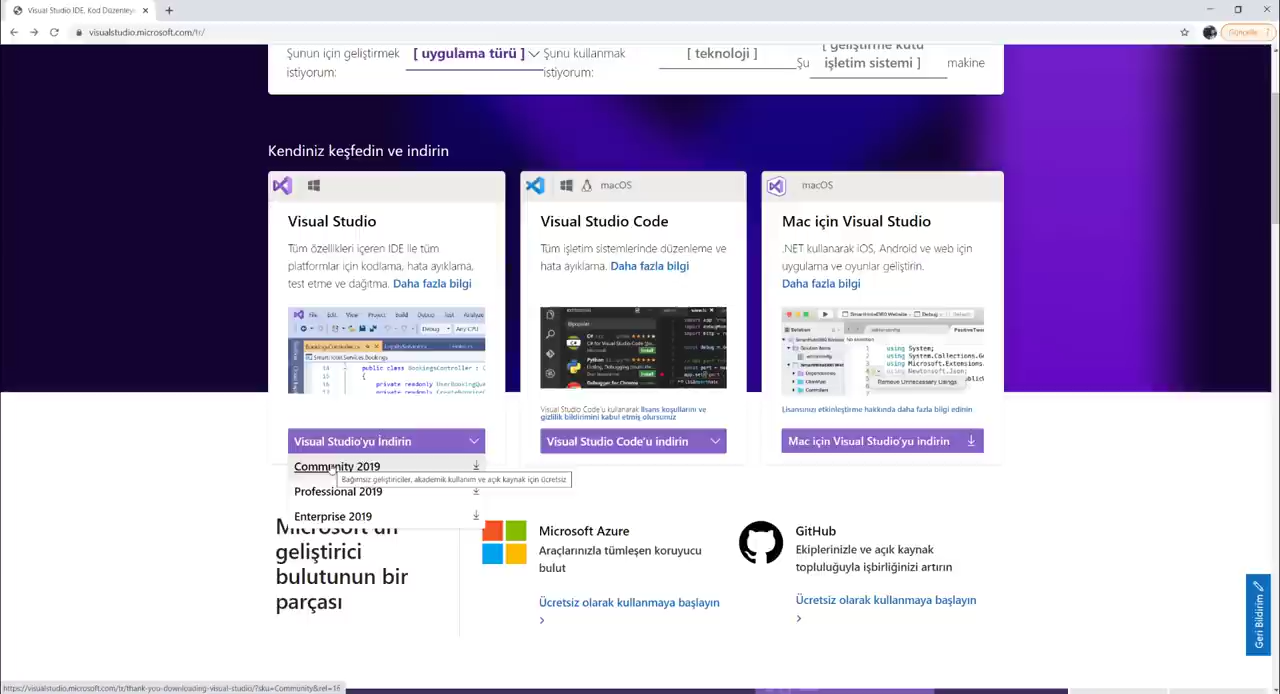 Visual Studio IDE, Kod Düzenley
visualstudio.microsoft.com/tr/
Güncelle
Şunun için geliştirmek istiyorum:
[ uygulama türü ]
Şunu kullanmak istiyorum:
[ teknoloji ]
Şu
[ geliştirme kutu
işletim sistemi ]
makine
Kendiniz keşfedin ve indirin
Visual Studio
Tüm özellikleri içeren IDE ile tüm
platformlar için kodlama, hata ayıklama,
test etme ve dağıtma. Daha fazla bilgi
Visual Studio'yu İndirin
Community 2019
Bağımsız geliştiriciler, akademik kullanım ve açık kaynak için ücretsiz
Professional 2019
Enterprise 2019
macOS
Visual Studio Code
Tüm işletim sistemlerinde düzenleme ve
hata ayıklama. Daha fazla bilgi
Visual Studio Code'u kullanarak lisans koşullarını ve
gizlilik bildirimini kabul etmiş olursunuz
Visual Studio Code'u indirin
macOS
Mac için Visual Studio
.NET kullanarak iOS, Android ve web için
uygulama ve oyunlar geliştirin.
Daha fazla bilgi
using System;
Remove Unnecessary Usings
Lisansınızı etkinleştirme hakkında daha fazla bilgi edinin
Mac için Visual Studio'yu indirin
Microsoft'un
geliştirici
bulutunun bir
parçası
Microsoft Azure
Araçlarınızla tümleşen koruyucu
bulut
Ücretsiz olarak kullanmaya başlayın
GitHub
Ekiplerinizle ve açık kaynak
topluluğuyla işbirliğinizi artırın
Ücretsiz olarak kullanmaya başlayın
Geri Bildirim
https://visualstudio.microsoft.com/tr/thank-you-downloading-visual-studio/?sku=Community&rel=16